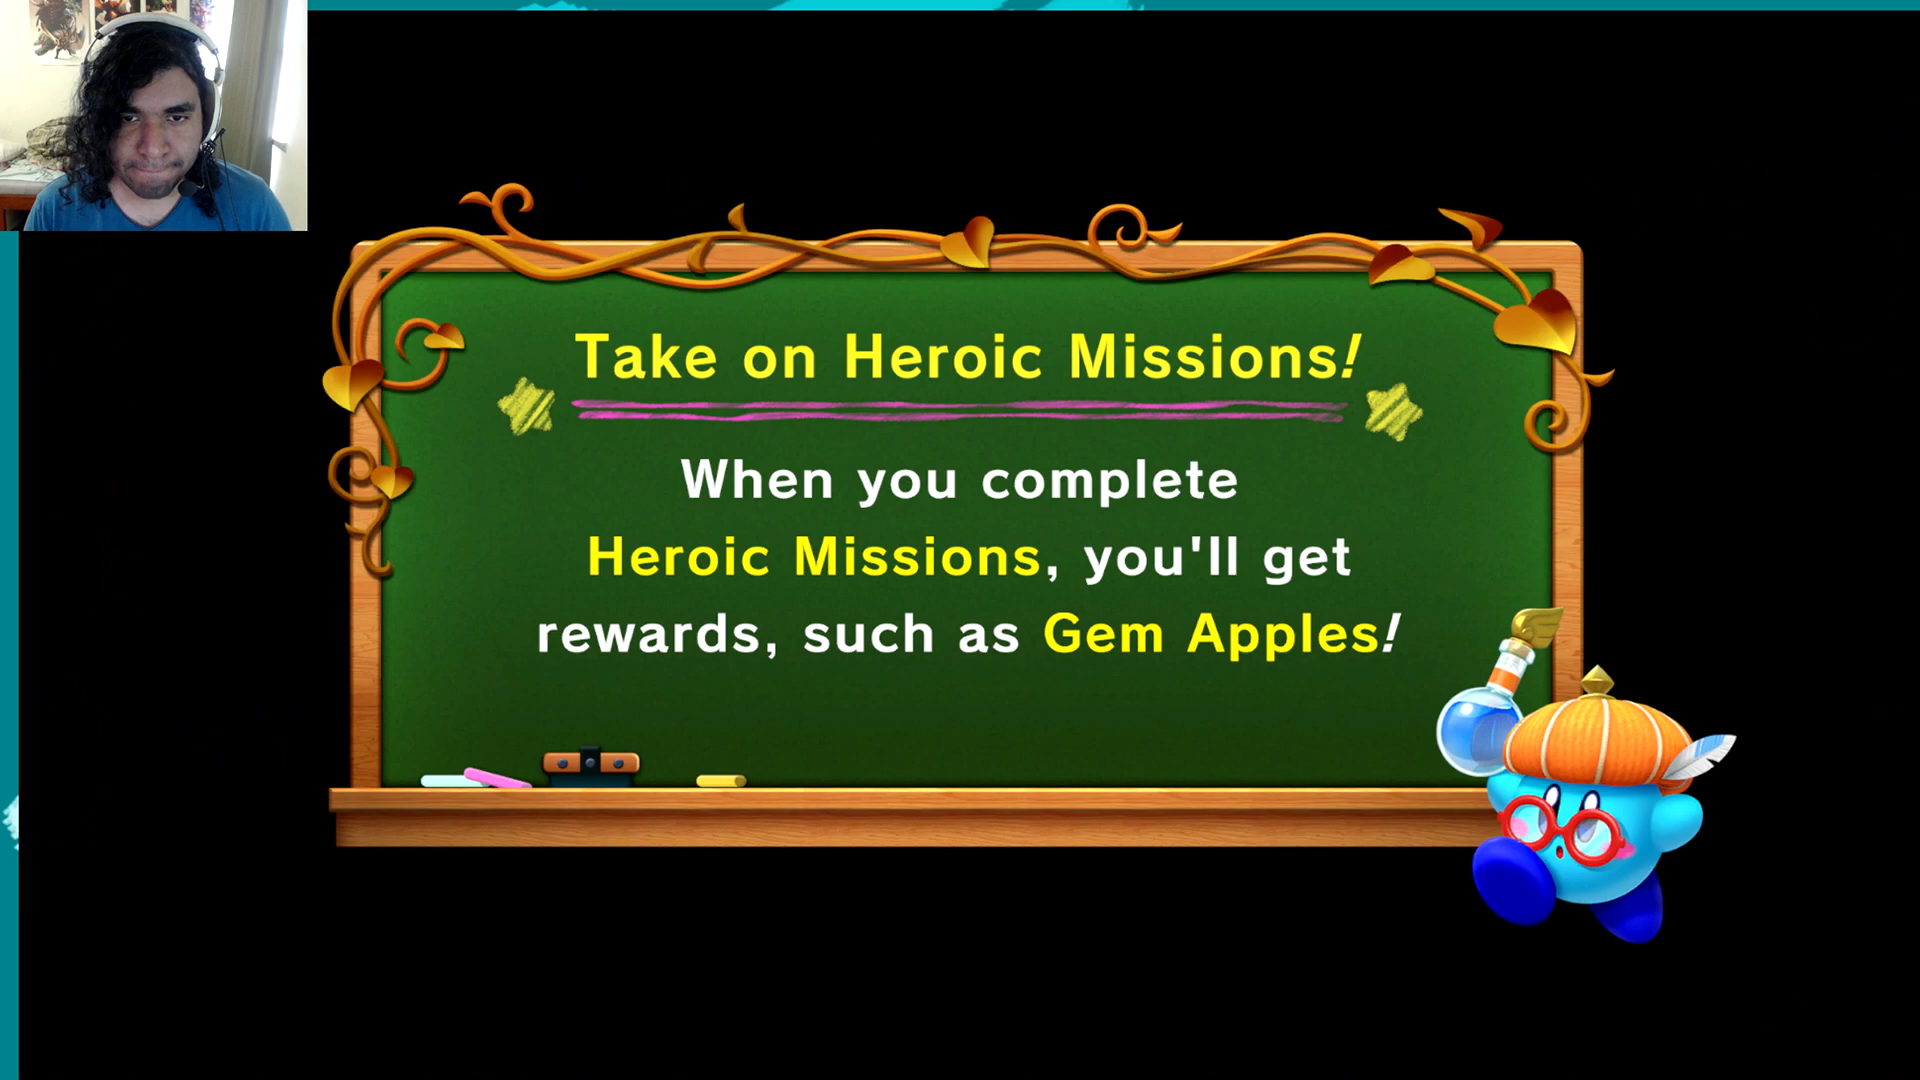 Take on Heroic Missions!
When you complete
Heroic Missions, you'll get
rewards, such as Gem Apples!